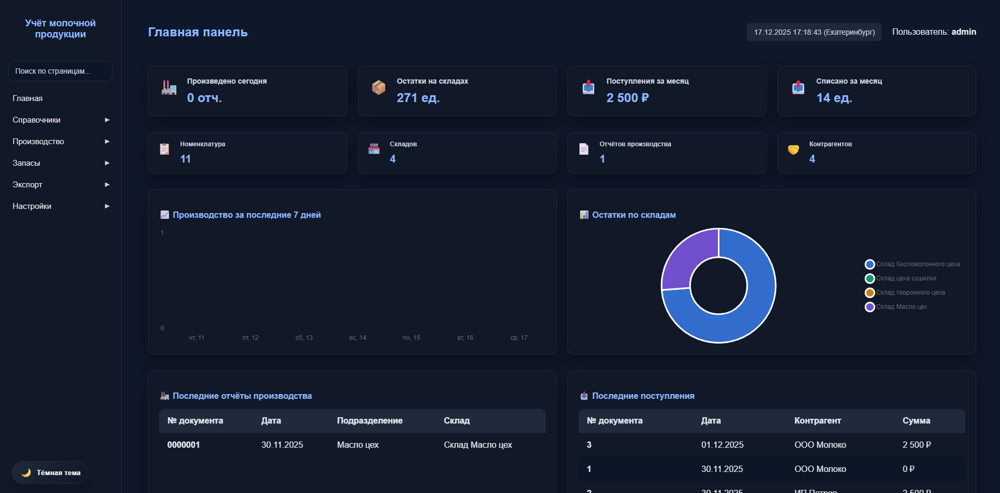 Учёт молочной
продукции
Поиск по страницам...
Главная
Справочники
Производство
Запасы
Экспорт
Настройки
Тёмная тема
Главная панель
17.12.2025 17:18:43 (Екатеринбург)
Пользователь: admin
Произведено сегодня
0 отч.
Остатки на складах
271 ед.
Поступления за месяц
2 500 ₽
Списано за месяц
14 ед.
Номенклатура
11
Складов
4
Отчётов производства
1
Контрагентов
4
Производство за последние 7 дней
1
0
чт, 11 пт, 12 сб, 13 вс, 14 пн, 15 вт, 16 ср, 17
Остатки по складам
Склад Кисломолочного цеха
Склад цеха сушилки
Склад творожного цеха
Склад Масло цех
Последние отчёты производства
№ документа Дата Подразделение Склад
0000001 30.11.2025 Масло цех Склад Масло цех
Последние поступления
№ документа Дата Контрагент Сумма
3 01.12.2025 ООО Молоко 2 500 ₽
1 30.11.2025 ООО Молоко 0 ₽
2 30.11.2025 ИП Петров 2 500 ₽